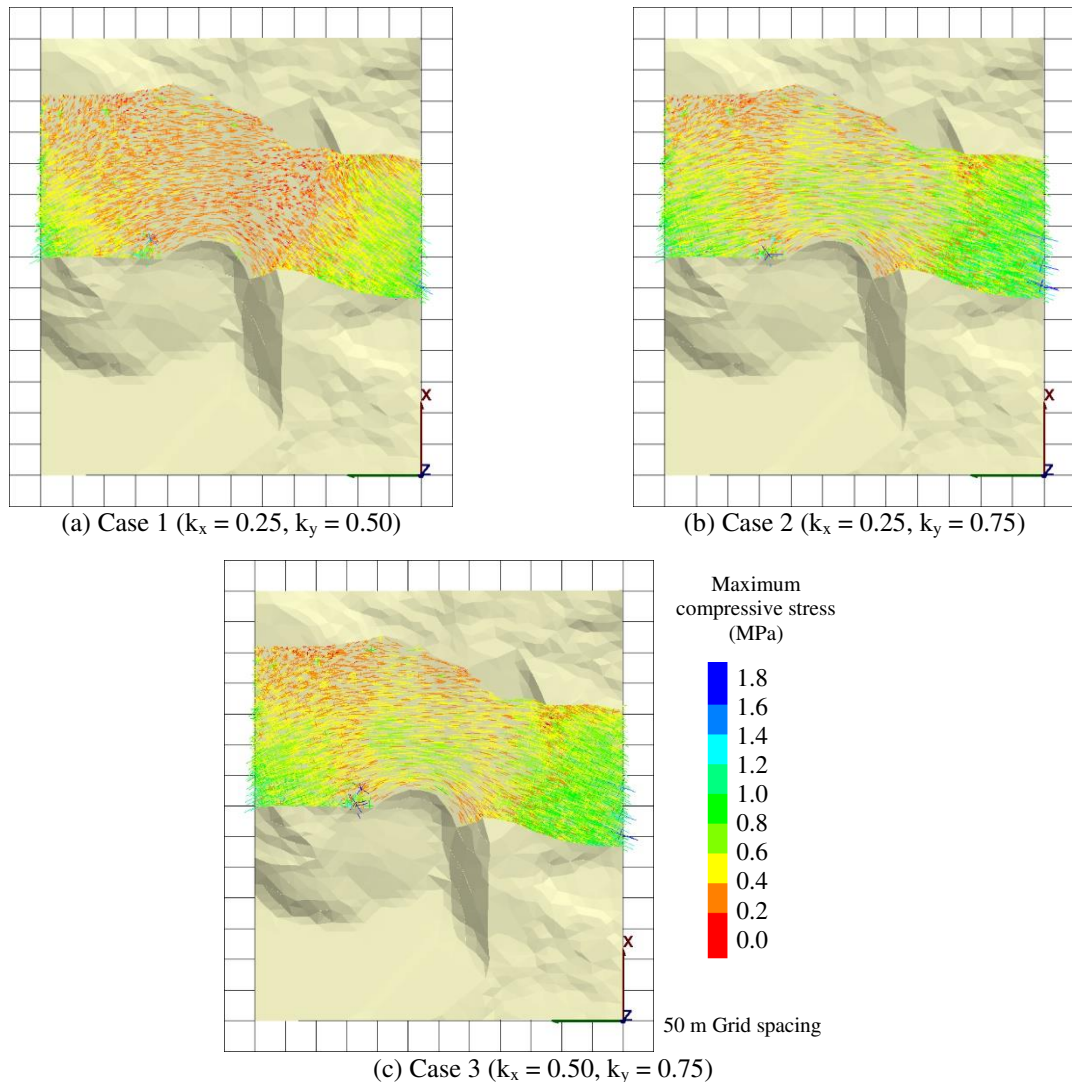 X
Z
(a) Case 1 (kx = 0.25, ky = 0.50)
X
Z
(b) Case 2 (kx = 0.25, ky = 0.75)
Maximum
compressive stress
(MPa)
1.8
1.6
1.4
1.2
1.0
0.8
0.6
0.4
0.2
0.0
X
Z
50 m Grid spacing
(c) Case 3 (kx = 0.50, ky = 0.75)